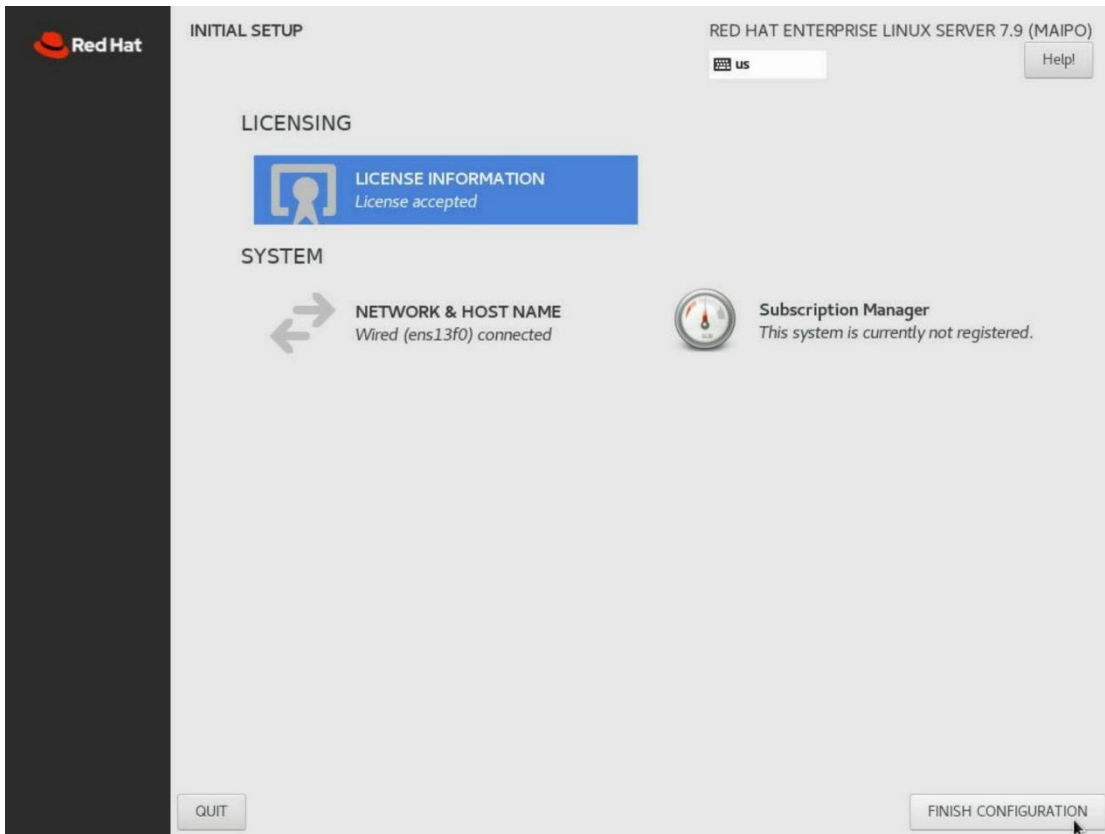 Red Hat
INITIAL SETUP
RED HAT ENTERPRISE LINUX SERVER 7.9 (MAIPO)
us
Help!
LICENSING
LICENSE INFORMATION
License accepted
SYSTEM
NETWORK & HOST NAME
Wired (ens13f0) connected
Subscription Manager
This system is currently not registered.
QUIT
FINISH CONFIGURATION